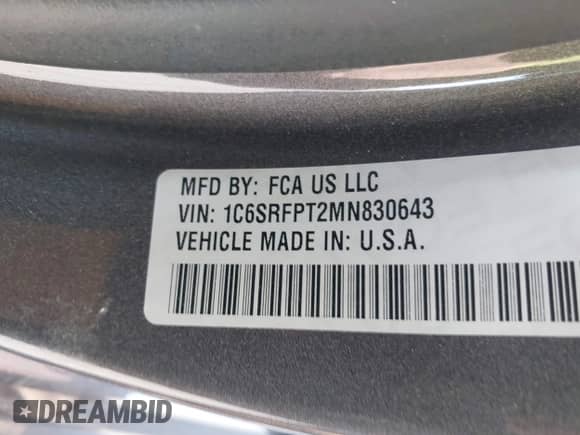 MFD BY: FCA US LLC
VIN: 1C6SRFPT2MN830643
VEHICLE MADE IN: U.S.A.
DREAMBID